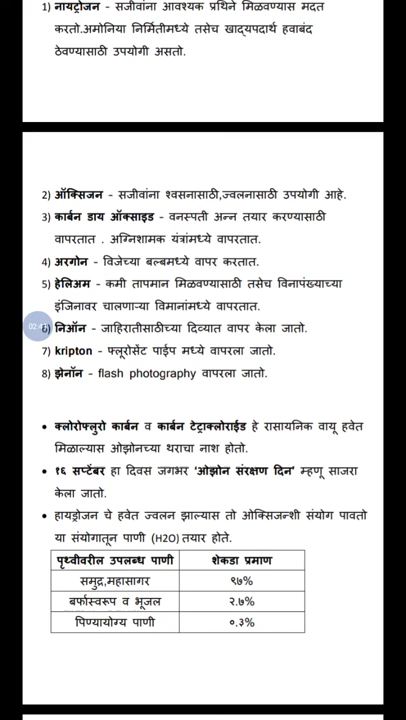 1) नायट्रोजन - सजीवांना आवश्यक प्रथिने मिळवण्यास मदत
करतो.अमोनिया निर्मितीमध्ये तसेच खाद्यपदार्थ हवाबंद
ठेवण्यासाठी उपयोगी असतो.
2) ऑक्सिजन - सजीवांना श्वसनासाठी,ज्वलनासाठी उपयोगी आहे.
3) कार्बन डाय ऑक्साइड - वनस्पती अन्न तयार करण्यासाठी
वापरतात . अग्निशामक यंत्रांमध्ये वापरतात.
4) अरगोन - विजेच्या बल्बमध्ये वापर करतात.
5) हेलिअम - कमी तापमान मिळवण्यासाठी तसेच विनापंख्याच्या
इंजिनावर चालणाऱ्या विमानांमध्ये वापरतात.
6) निऑन - जाहिरातीसाठीच्या दिव्यात वापर केला जातो.
7) kripton - फ्लूरोसेंट पाईप मध्ये वापरला जातो.
8) झेनॉन - flash photography वापरला जातो.
• क्लोरोफ्लुरो कार्बन व कार्बन टेट्राक्लोराईड हे रासायनिक वायू हवेत
मिळाल्यास ओझोनच्या थराचा नाश होतो.
• १६ सप्टेंबर हा दिवस जगभर 'ओझोन संरक्षण दिन' म्हणू साजरा
केला जातो.
• हायड्रोजन चे हवेत ज्वलन झाल्यास तो ऑक्सिजन्शी संयोग पावतो
या संयोगातून पाणी (H2O) तयार होते.
पृथ्वीवरील उपलब्ध पाणी शेकडा प्रमाण
समुद्र,महासागर ९७%
बर्फास्वरूप व भूजल २.७%
पिण्यायोग्य पाणी ०.३%